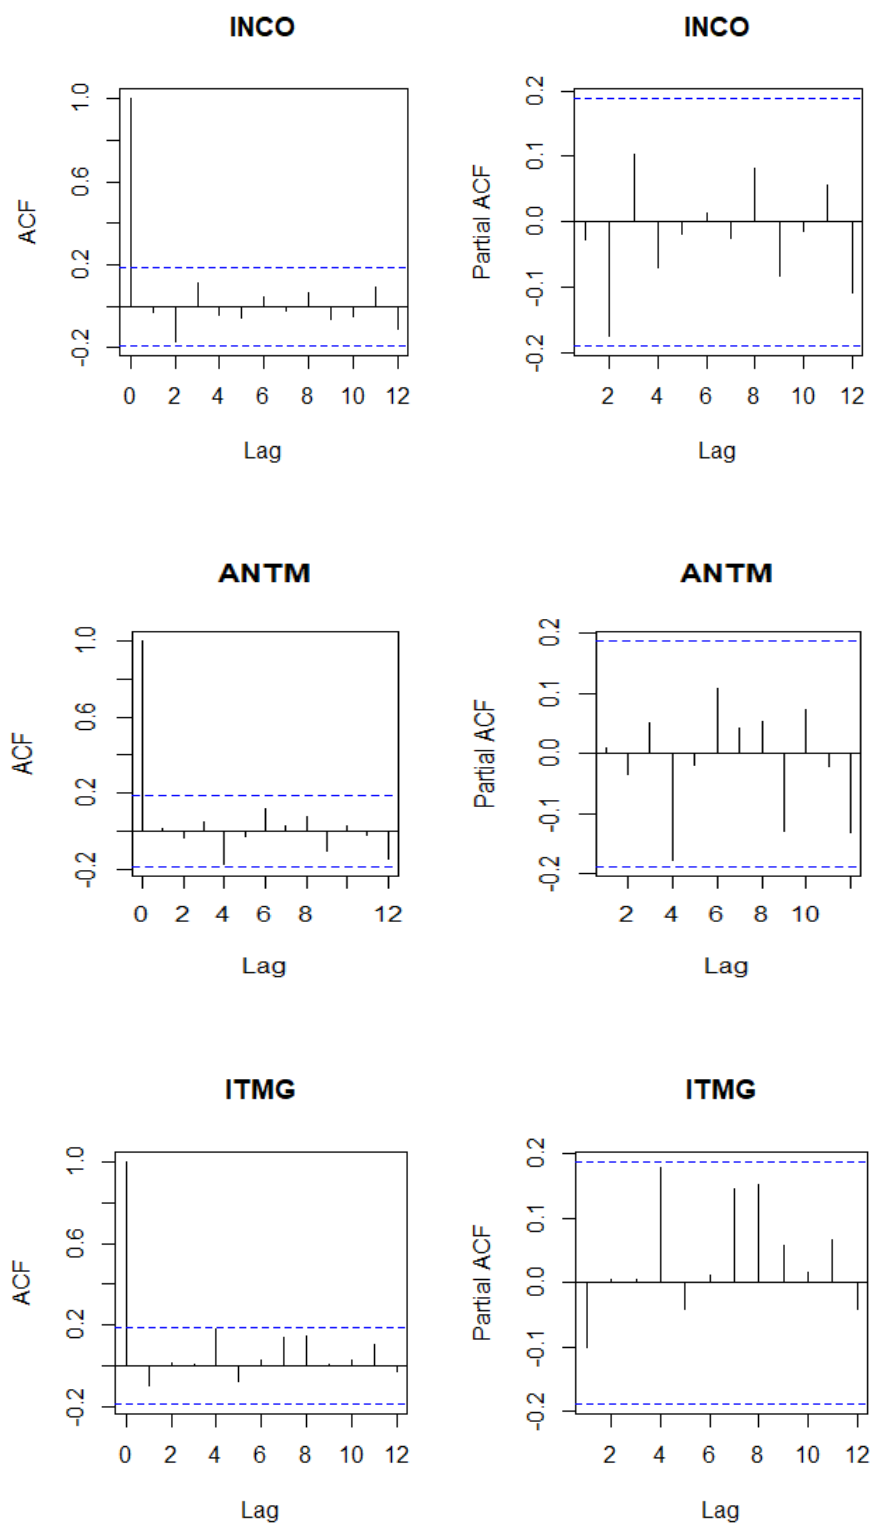 INCO
ACF
-0.2 0.2 0.6 1.0
0 2 4 6 8 10 12
Lag
INCO
Partial ACF
-0.2 -0.1 0.0 0.1 0.2
2 4 6 8 10 12
Lag
ANTM
ACF
-0.2 0.2 0.6 1.0
0 2 4 6 8 12
Lag
ANTM
Partial ACF
-0.2 -0.1 0.0 0.1 0.2
2 4 6 8 10
Lag
ITMG
ACF
-0.2 0.2 0.6 1.0
0 2 4 6 8 10 12
Lag
ITMG
Partial ACF
-0.2 -0.1 0.0 0.1 0.2
2 4 6 8 10 12
Lag